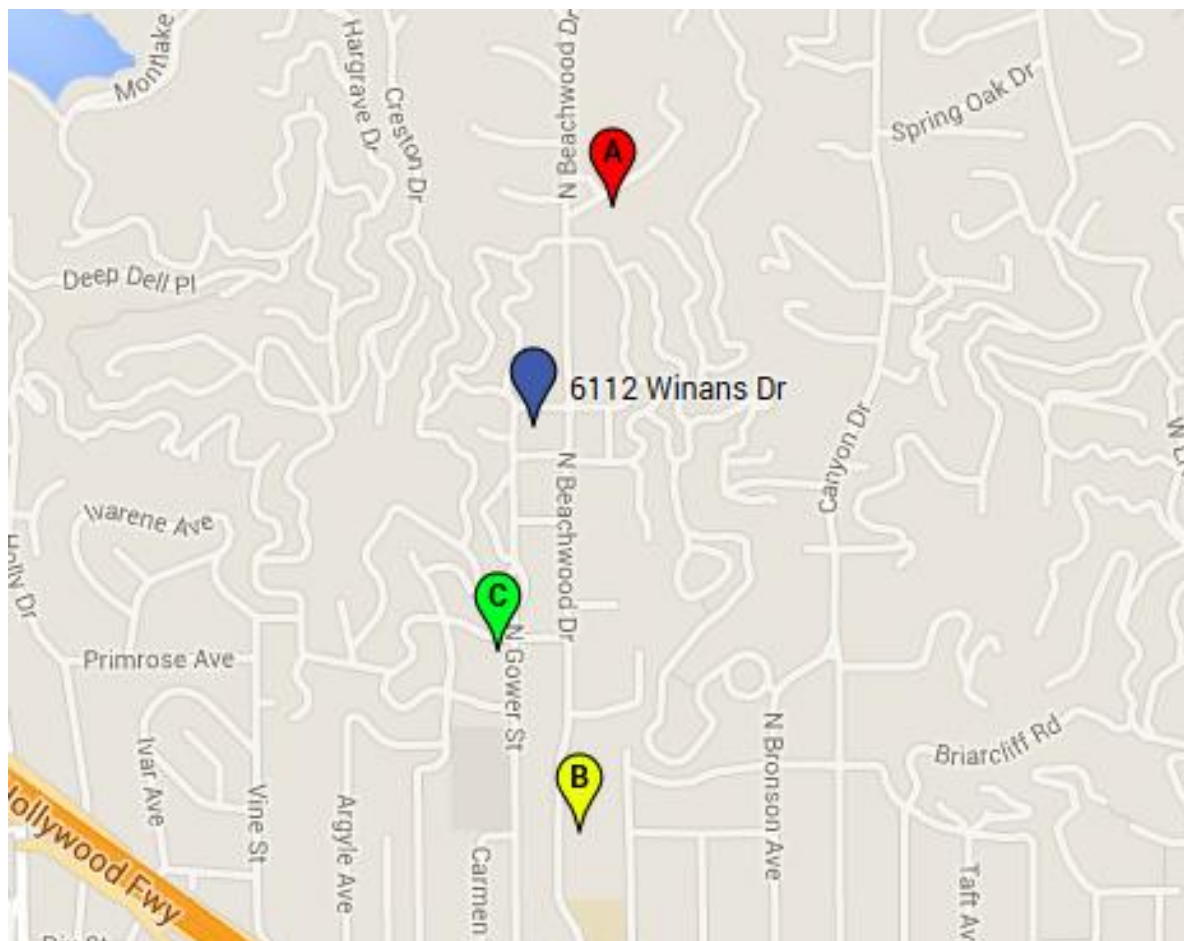 N Beachwood Dr
Montlake
Hargrave Dr
Creston Dr
Spring Oak Dr
A
Deep Dell Pl
6112 Winans Dr
Canyon Dr
N Beachwood Dr
Ivarene Ave
Holly Dr
C
N Gower St
Primrose Ave
N Bronson Ave
Briarcliff Rd
Ivar Ave
B
Vine St
Argyle Ave
Hollywood Fwy
Carmen
Taft Av